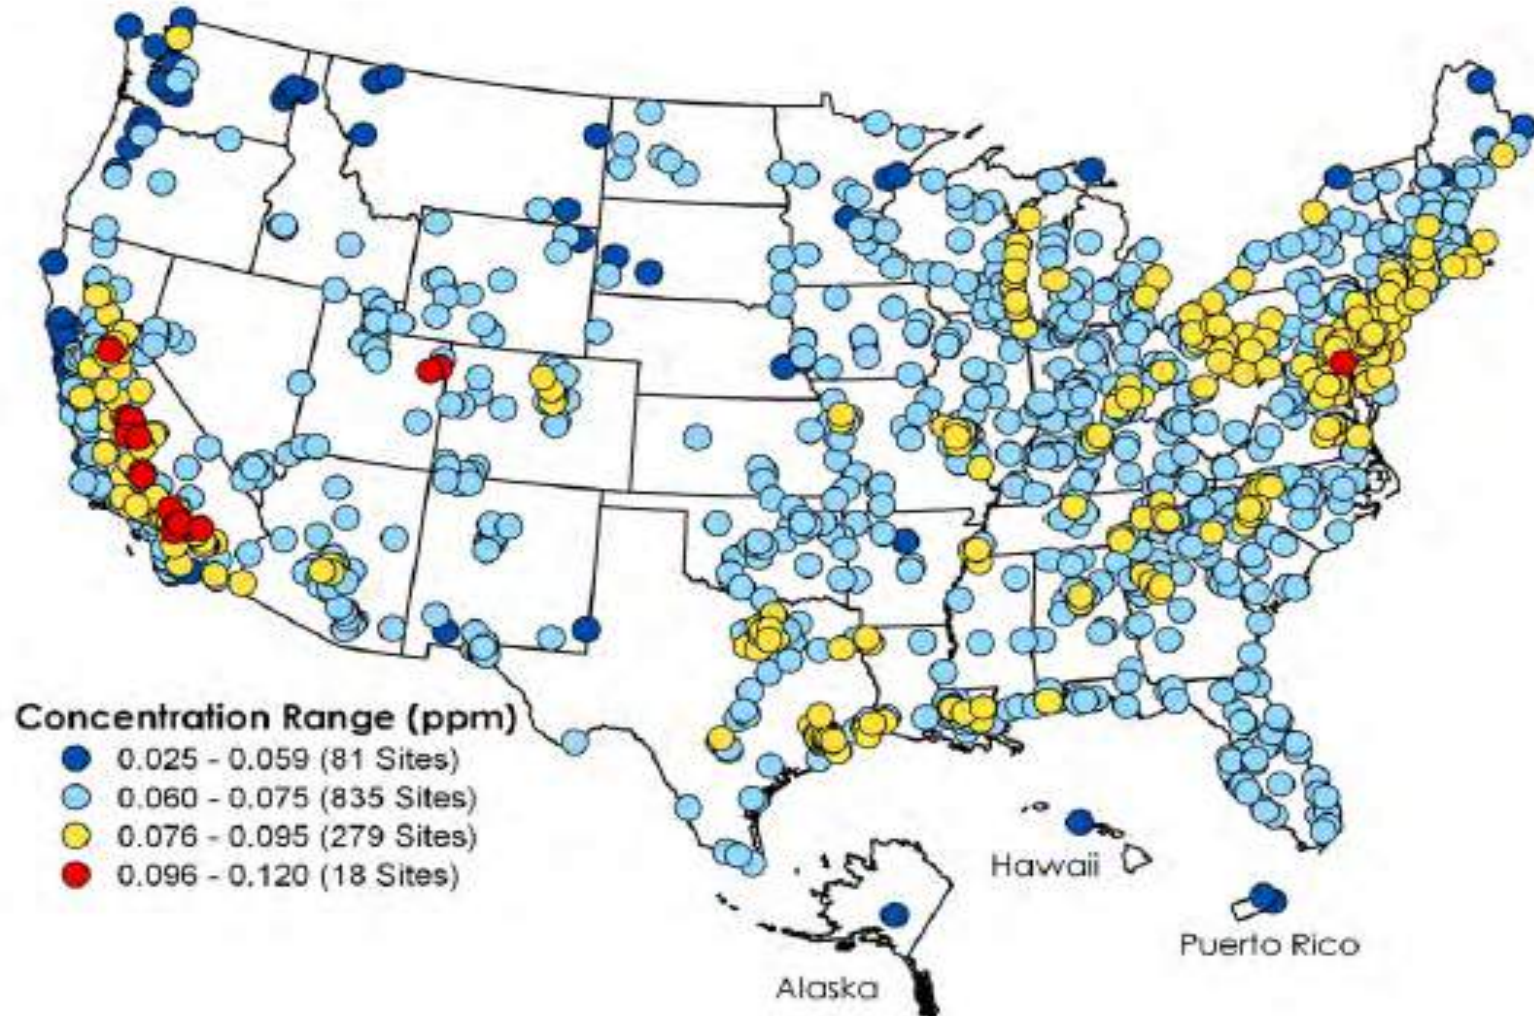 Concentration Range (ppm)
0.025 - 0.059 (81 Sites)
0.060 - 0.075 (835 Sites)
0.076 - 0.095 (279 Sites)
0.096 - 0.120 (18 Sites)
Hawaii
Puerto Rico
Alaska